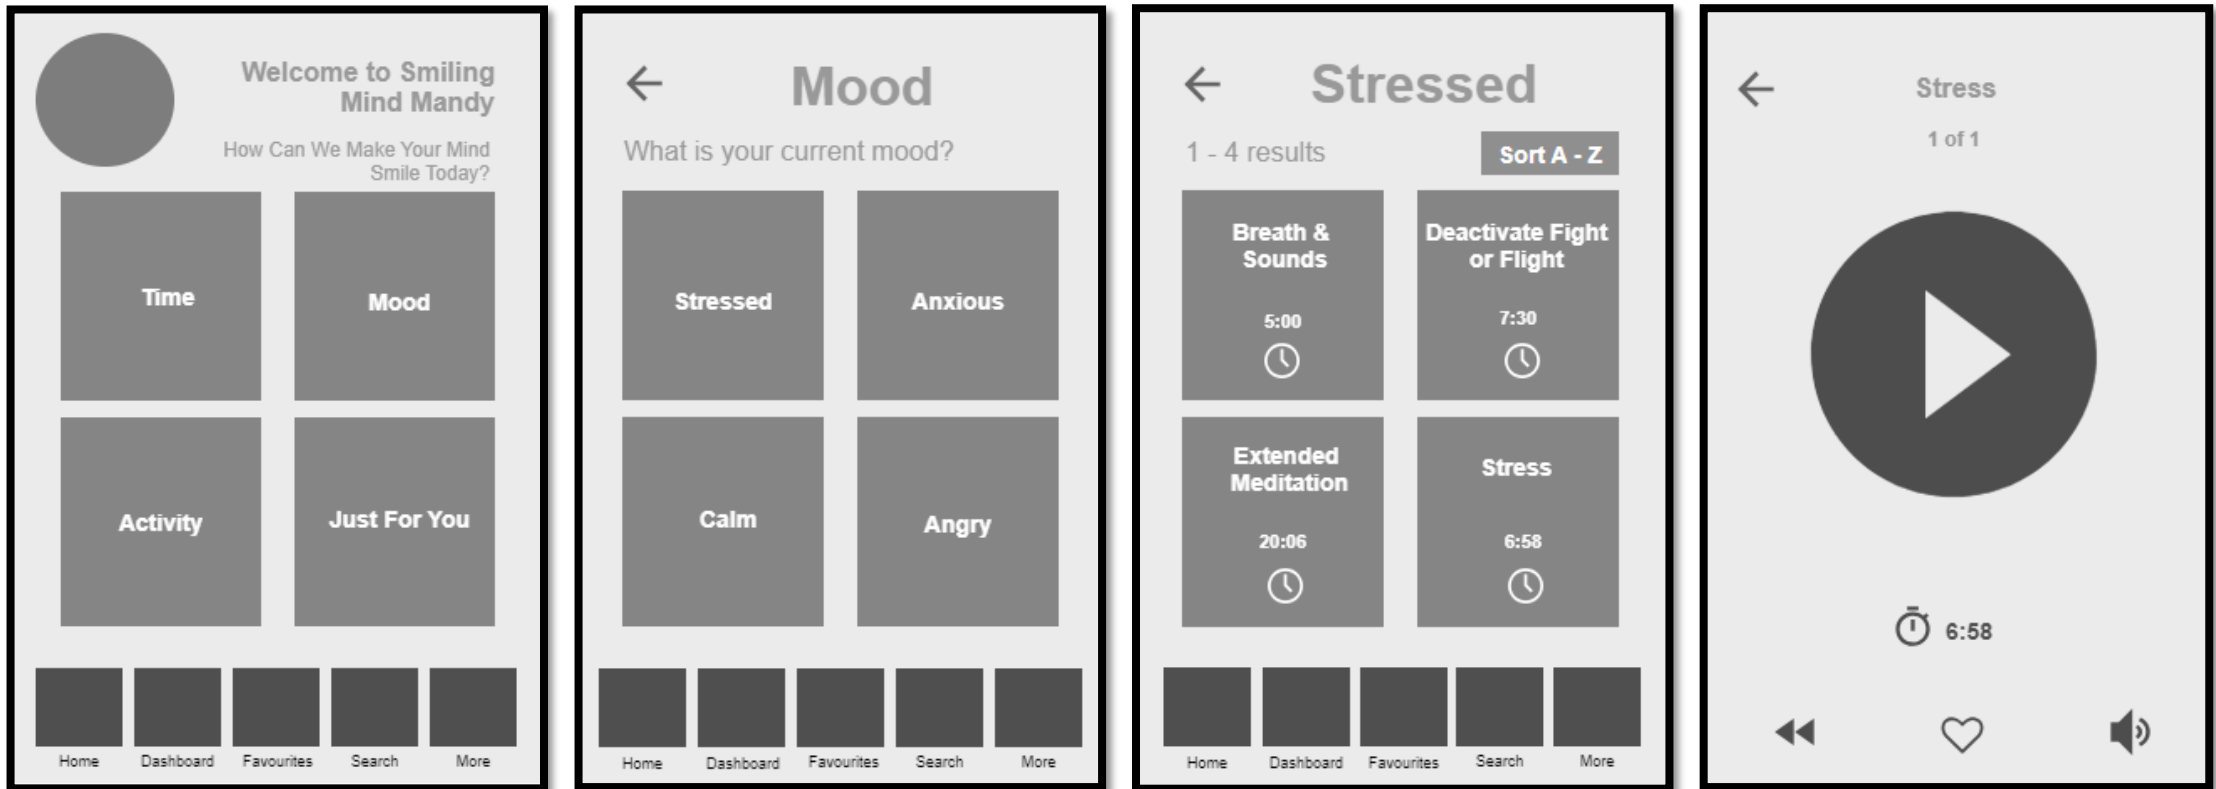 Welcome to Smiling
Mind Mandy
How Can We Make Your Mind
Smile Today?
Time
Mood
Activity
Just For You
Home
Dashboard
Favourites
Search
More
Mood
What is your current mood?
Stressed
Anxious
Calm
Angry
Home
Dashboard
Favourites
Search
More
Stressed
1 - 4 results
Sort A - Z
Breath &
Sounds
5:00
Deactivate Fight
or Flight
7:30
Extended
Meditation
20:06
Stress
6:58
Home
Dashboard
Favourites
Search
More
Stress
1 of 1
6:58